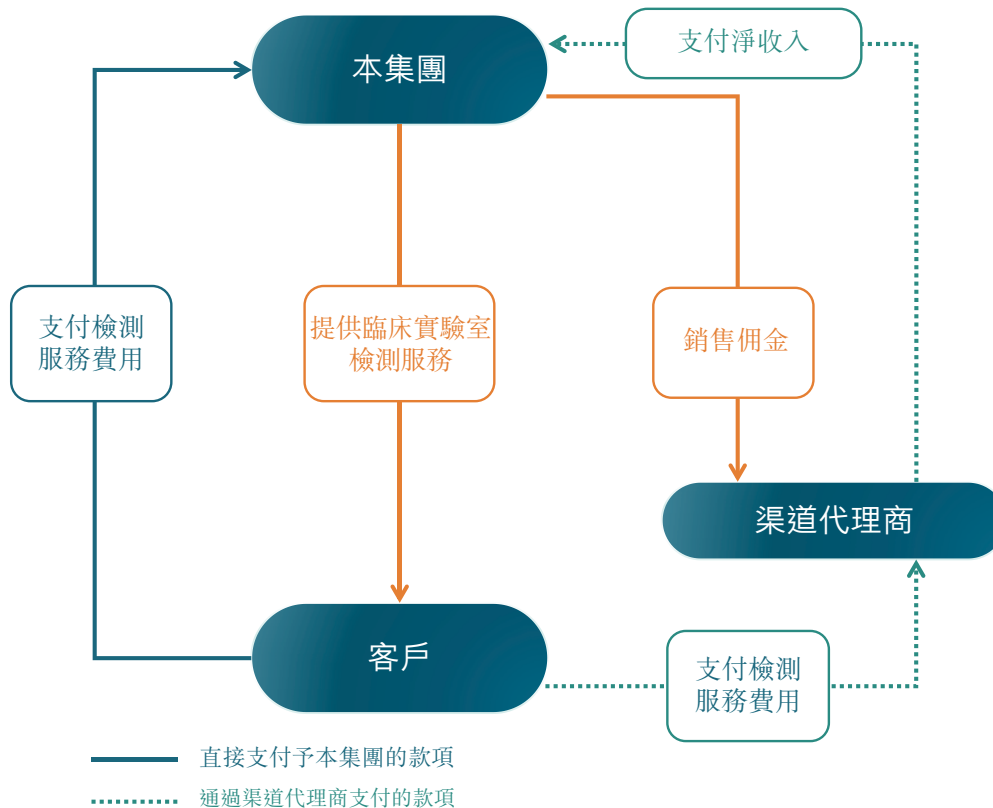 支付淨收入
本集團
支付檢測
服務費用
提供臨床實驗室
檢測服務
銷售佣金
渠道代理商
客戶
支付檢測
服務費用
直接支付予本集團的款項
通過渠道代理商支付的款項